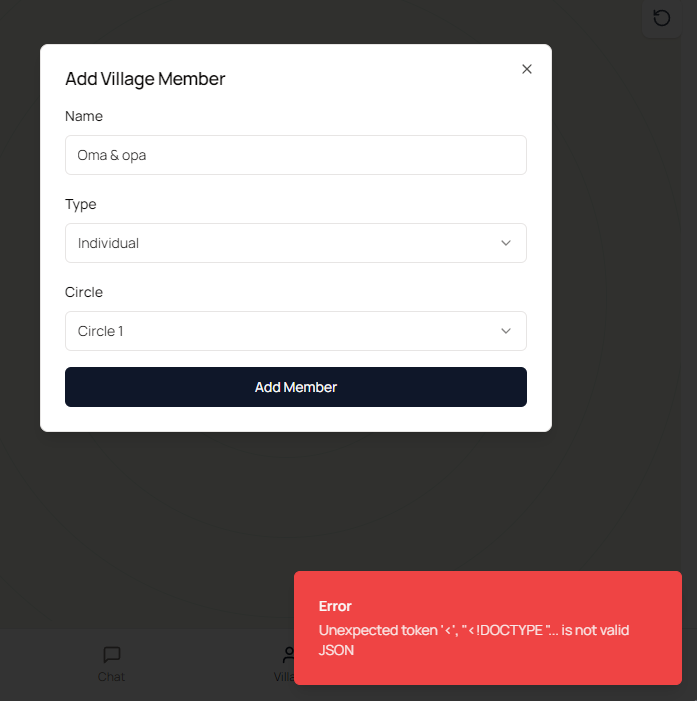 Add Village Member
Name
Oma & opa
Type
Individual
Circle
Circle 1
Add Member
Error
Unexpected token '<', "<!DOCTYPE "... is not valid
JSON
Chat
Villa